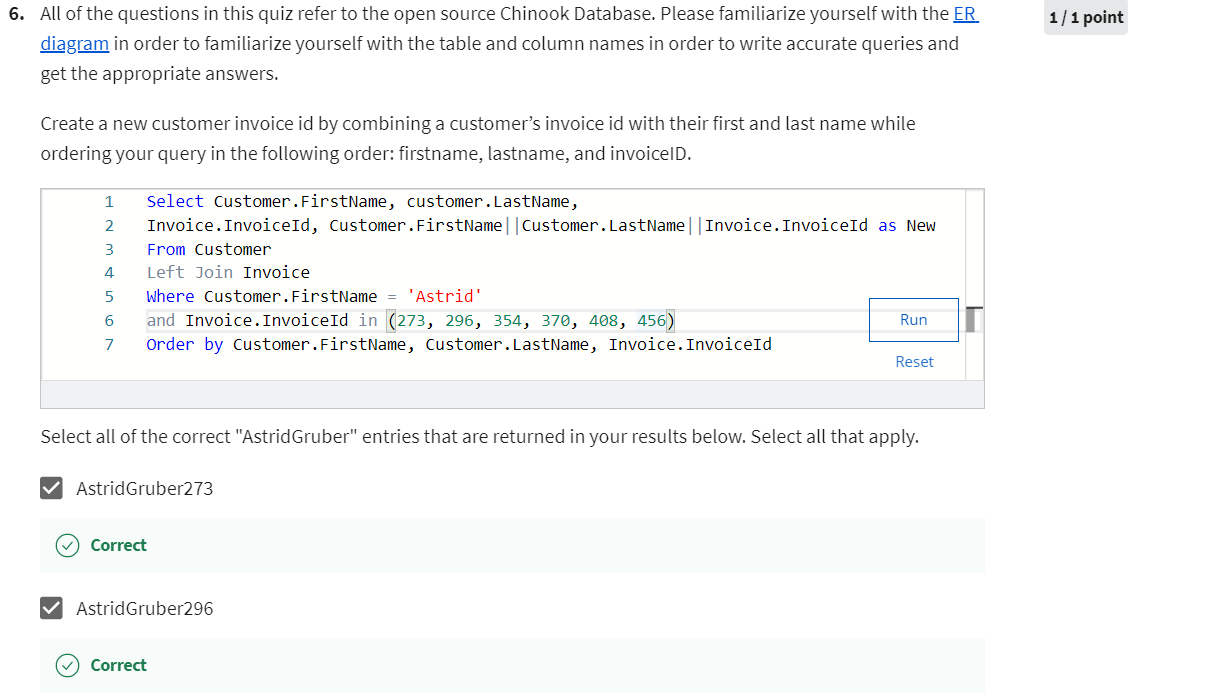 6. All of the questions in this quiz refer to the open source Chinook Database. Please familiarize yourself with the ER
1 / 1 point
diagram in order to familiarize yourself with the table and column names in order to write accurate queries and
get the appropriate answers.
Create a new customer invoice id by combining a customer’s invoice id with their first and last name while
ordering your query in the following order: firstname, lastname, and invoiceID.
1 Select Customer.FirstName, customer.LastName,
2 Invoice.InvoiceId, Customer.FirstName||Customer.LastName||Invoice.InvoiceId as New
3 From Customer
4 Left Join Invoice
5 Where Customer.FirstName = 'Astrid'
6 and Invoice.InvoiceId in (273, 296, 354, 370, 408, 456)
Run
7 Order by Customer.FirstName, Customer.LastName, Invoice.InvoiceId
Reset
Select all of the correct "AstridGruber" entries that are returned in your results below. Select all that apply.
AstridGruber273
Correct
AstridGruber296
Correct